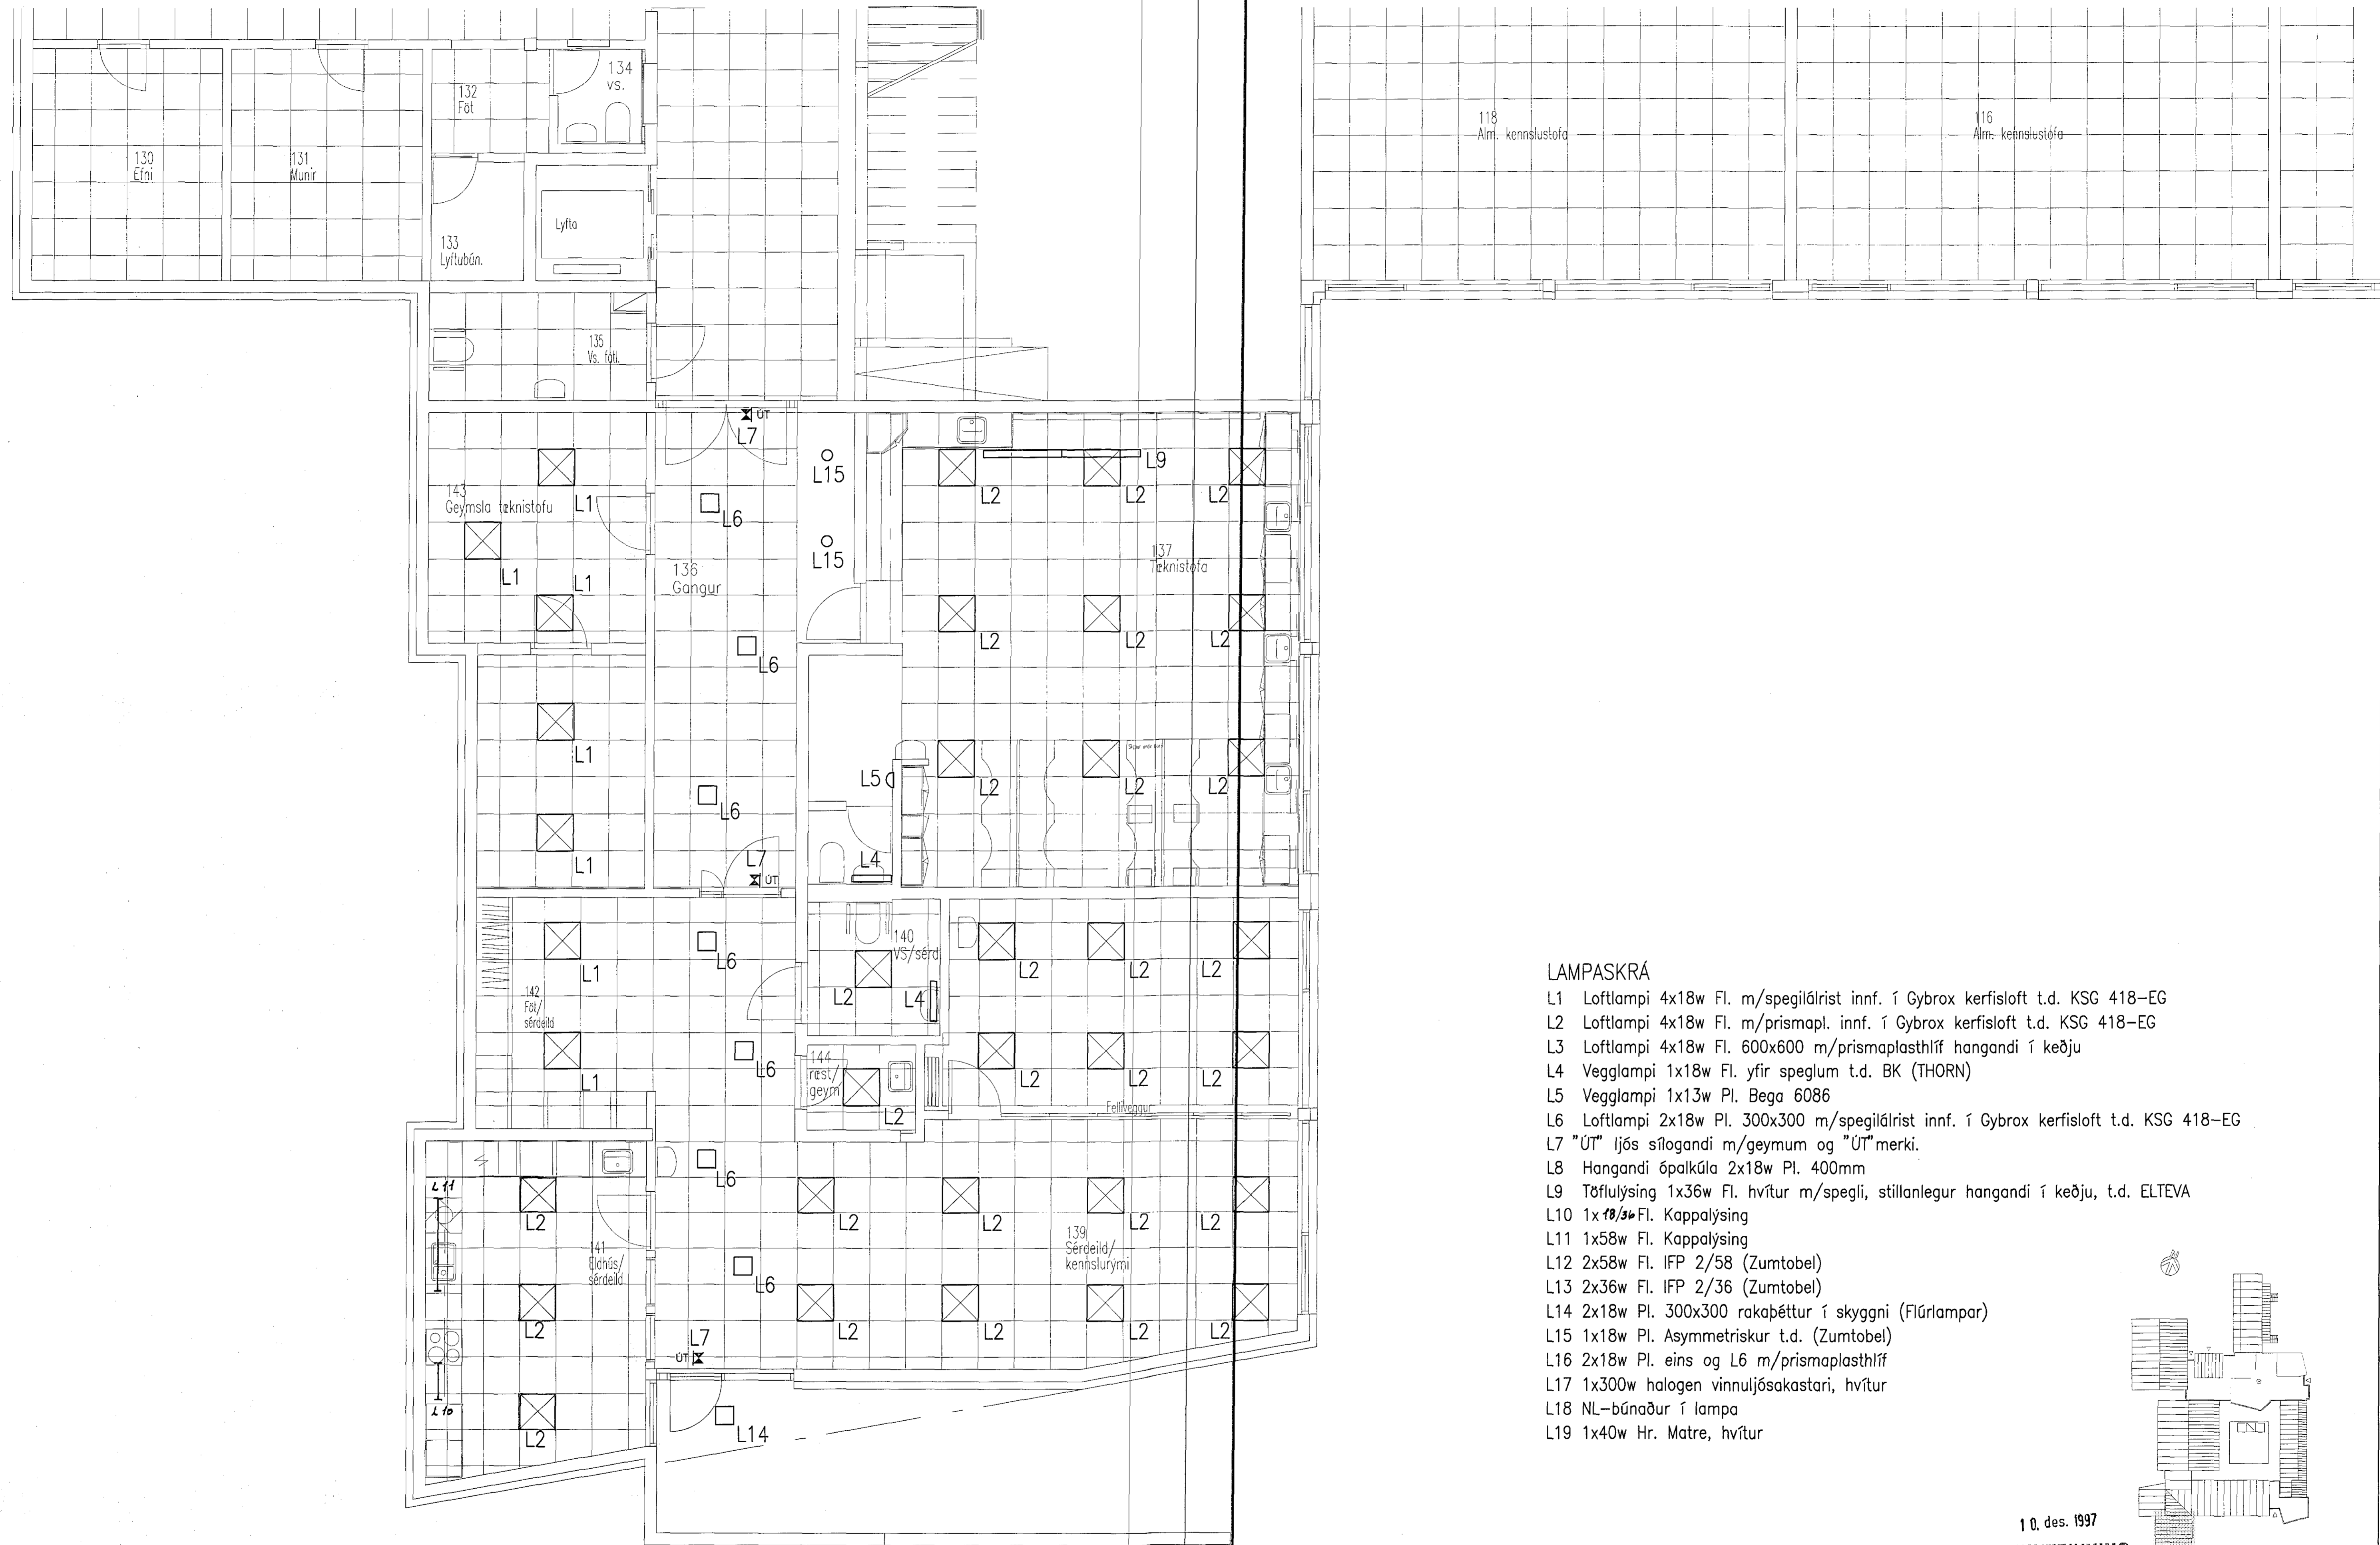 134
vs.
132
Föt
130
Efni
131
Munir
118
Alm. kennslustofa
116
Alm. kennslustofa
Lyfta
133
Lyftubún.
135
Vs. fatl.
ÚT
L7
L15
L9
L2
L2
L2
143
Geymsla tæknistofu
L1
L6
L15
137
Tæknistofa
L1
L1
136
Gangur
L2
L2
L2
L6
L1
L5
L2
L2
L2
L6
L1
L7
ÚT
L4
140
VS/sérd
L6
L2
L2
L2
L1
142
Föt/
sérdeild
L2
L4
L6
144
ræst/
geym
L2
L2
L2
L1
L2
Felliveggur
L6
L11
L2
L2
L2
L2
L2
139
Sérdeild/
kennslurými
141
Eldhús/
sérdeild
L6
L2
L2
L2
L2
L2
L7
ÚT
L10
L2
L14
LAMPASKRÁ
L1 Loftlampi 4x18w Fl. m/spegilálrist innf. í Gybrox kerfisloft t.d. KSG 418-EG
L2 Loftlampi 4x18w Fl. m/prismapl. innf. í Gybrox kerfisloft t.d. KSG 418-EG
L3 Loftlampi 4x18w Fl. 600x600 m/prismaplasthlíf hangandi í keðju
L4 Vegglampi 1x18w Fl. yfir speglum t.d. BK (THORN)
L5 Vegglampi 1x13w Pl. Bega 6086
L6 Loftlampi 2x18w Pl. 300x300 m/spegilálrist innf. í Gybrox kerfisloft t.d. KSG 418-EG
L7 "ÚT" ljós sílogandi m/geymum og "ÚT"merki.
L8 Hangandi ópalkúla 2x18w Pl. 400mm
L9 Töflulýsing 1x36w Fl. hvítur m/spegli, stillanlegur hangandi í keðju, t.d. ELTEVA
L10 1x18/36 Fl. Kappalýsing
L11 1x58w Fl. Kappalýsing
L12 2x58w Fl. IFP 2/58 (Zumtobel)
L13 2x36w Fl. IFP 2/36 (Zumtobel)
L14 2x18w Pl. 300x300 rakaþéttur í skyggni (Flúrlampar)
L15 1x18w Pl. Asymmetriskur t.d. (Zumtobel)
L16 2x18w Pl. eins og L6 m/prismaplasthlíf
L17 1x300w halogen vinnuljósakastari, hvítur
L18 NL-búnaður í lampa
L19 1x40w Hr. Matre, hvítur
10. des. 1997